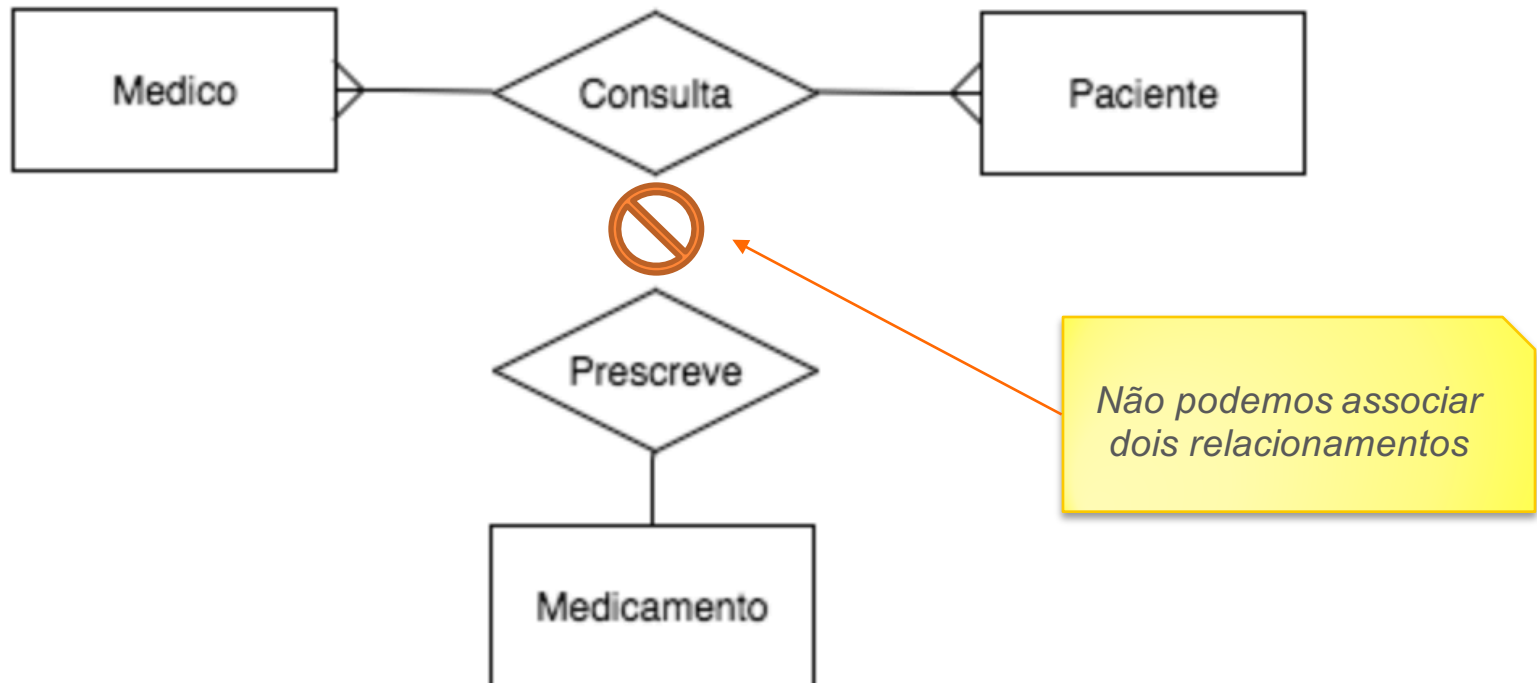 Medico
Consulta
Paciente
Prescreve
Não podemos associar
dois relacionamentos
Medicamento